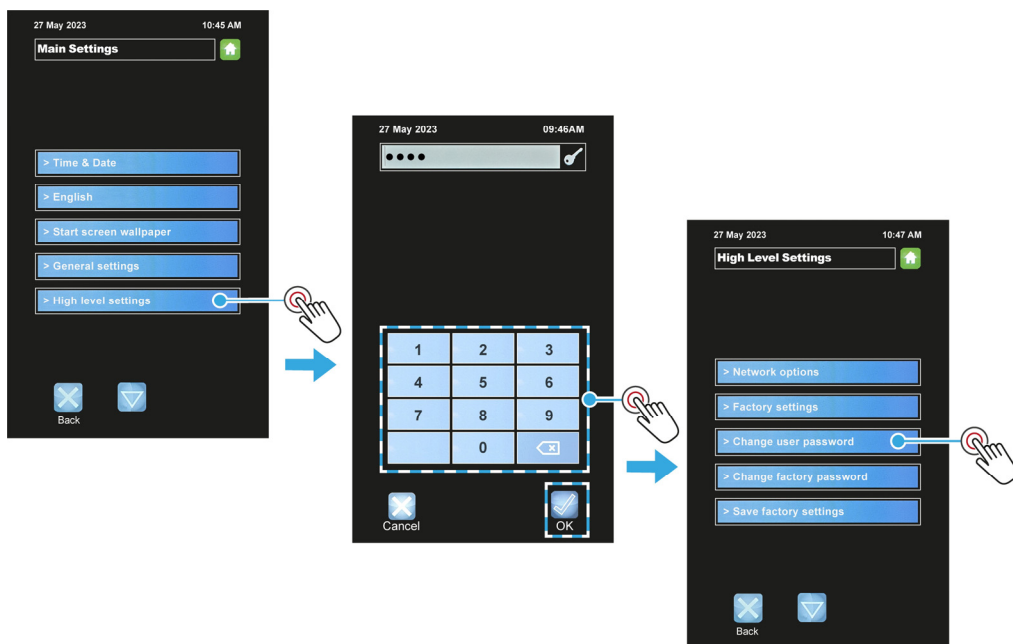 27 May 2023 10:45 AM
Main Settings
> Time & Date
> English
> Start screen wallpaper
> General settings
> High level settings
Back
27 May 2023 09:46AM
1 2 3
4 5 6
7 8 9
0
Cancel OK
27 May 2023 10:47 AM
High Level Settings
> Network options
> Factory settings
> Change user password
> Change factory password
> Save factory settings
Back